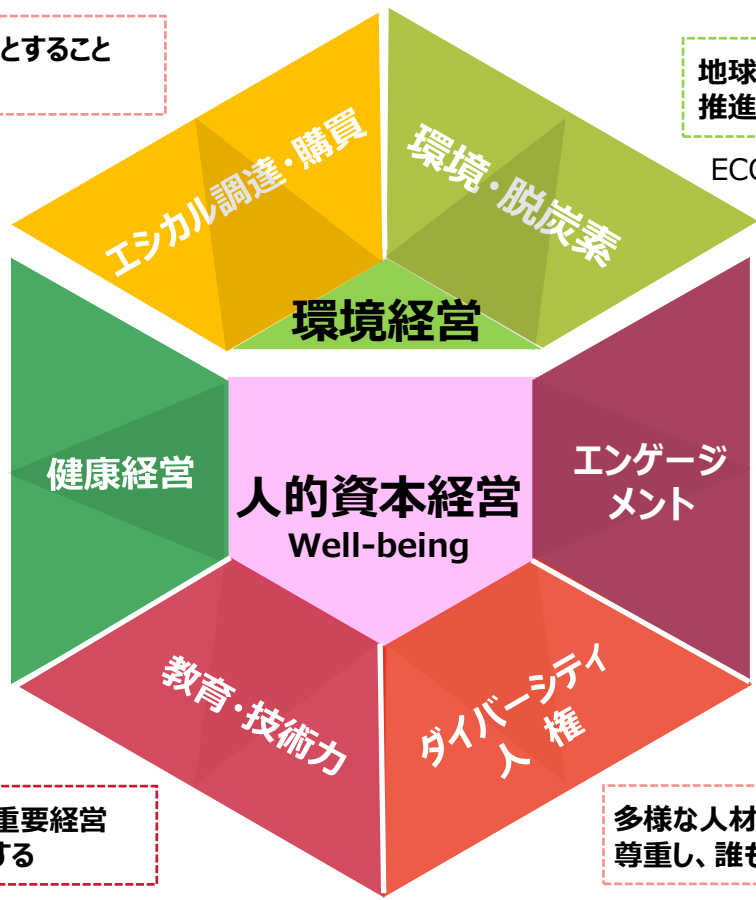 とすること
地球
推進
ECO
エシカル調達・購買
環境・脱炭素
環境経営
健康経営
人的資本経営
Well-being
エンゲージ
メント
教育・技術力
ダイバーシティ
人 権
重要経営
する
多様な人材
尊重し、誰も